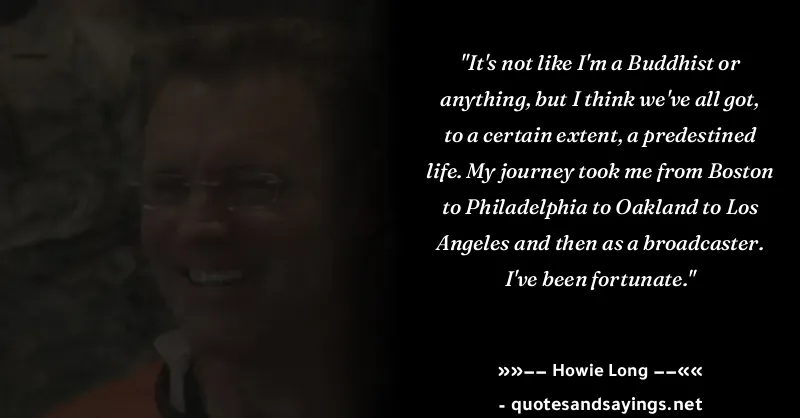 "It's not like I'm a Buddhist or
anything, but I think we've all got,
to a certain extent, a predestined
life. My journey took me from Boston
to Philadelphia to Oakland to Los
Angeles and then as a broadcaster.
I've been fortunate."
»»−− Howie Long −−««
- quotesandsayings.net